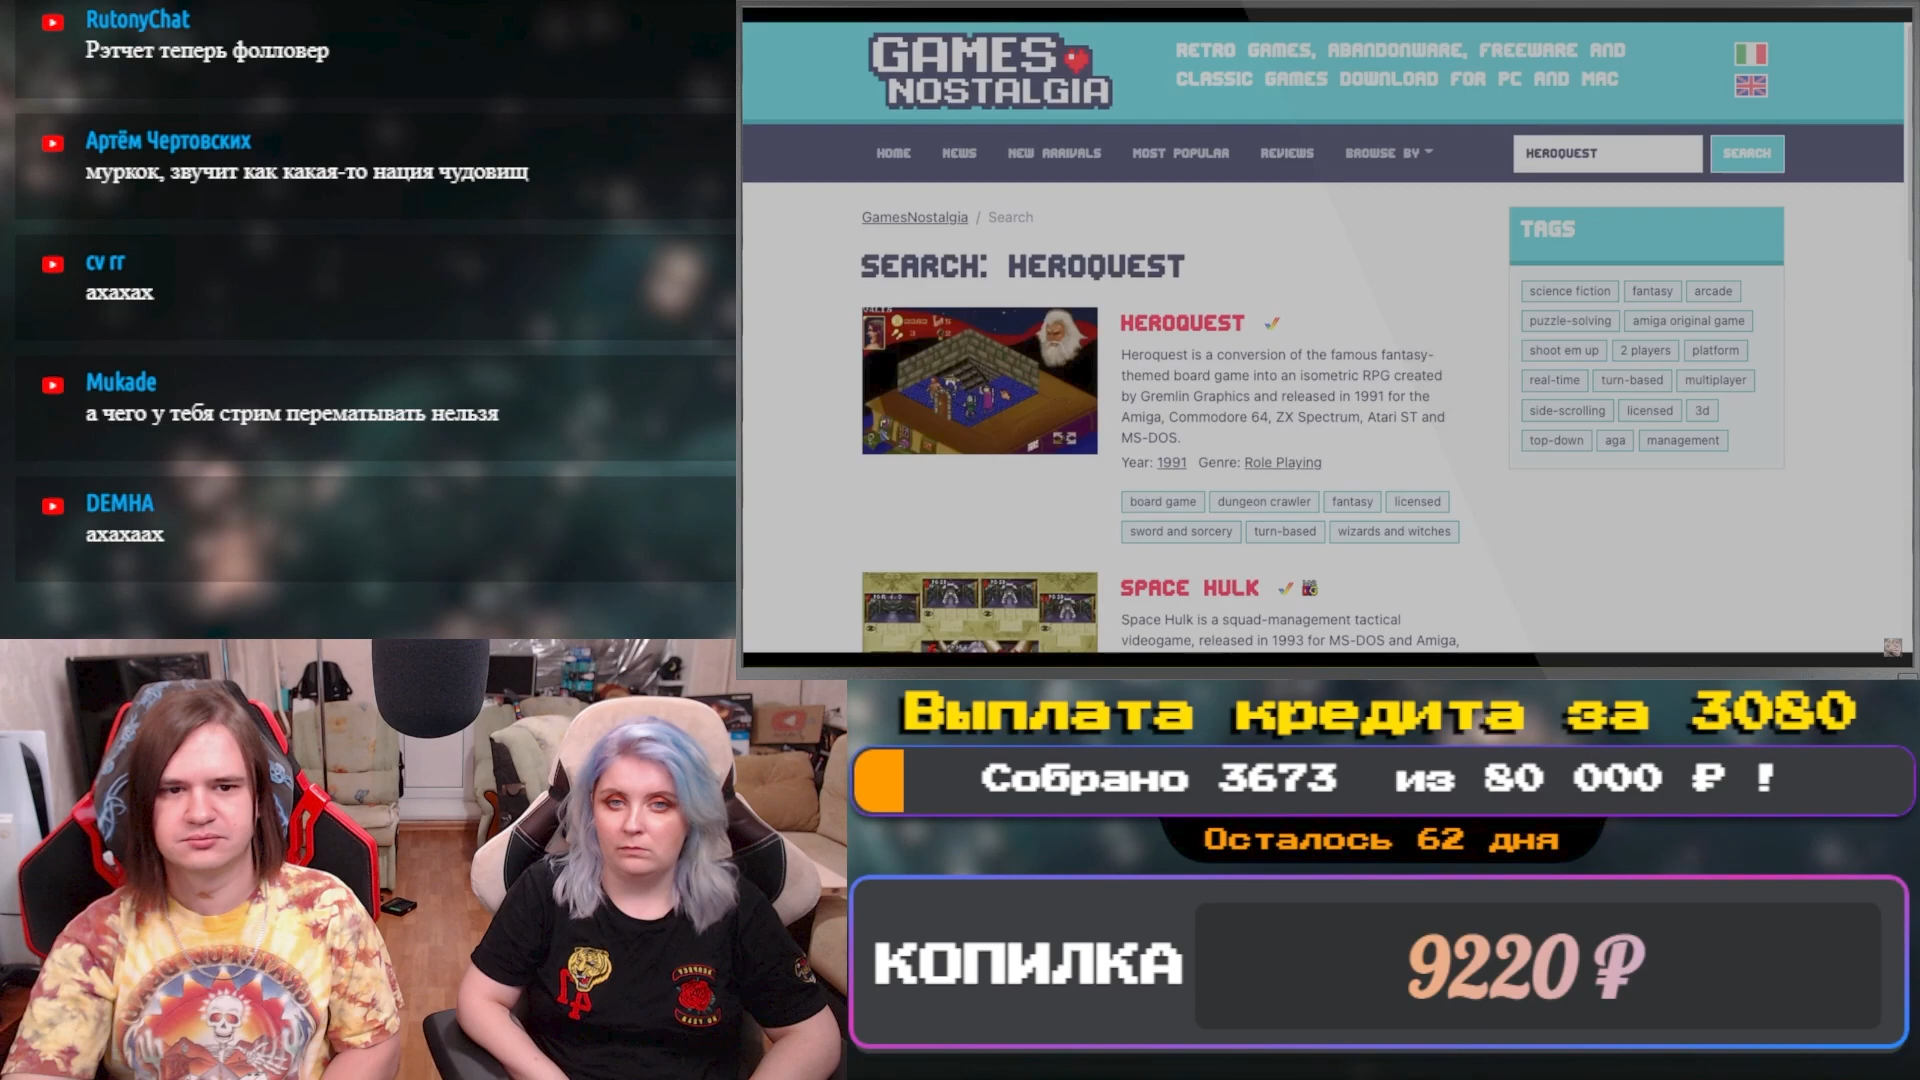 RutonyChat
Рэтчет теперь фолловер
Артём Чертовских
муркок, звучит как какая-то нация чудовищ
cv rr
ахахах
Mukade
а чего у тебя стрим перематывать нельзя
DEMHA
ахахаах
GAMES
NOSTALGIA
RETRO GAMES, ABANDONWARE, FREEWARE AND
CLASSIC GAMES DOWNLOAD FOR PC AND MAC
HOME NEWS NEW ARRIVALS MOST POPULAR REVIEWS BROWSE BY
HEROQUEST
SEARCH
GamesNostalgia / Search
SEARCH: HEROQUEST
HEROQUEST
Heroquest is a conversion of the famous fantasy-
themed board game into an isometric RPG created
by Gremlin Graphics and released in 1991 for the
Amiga, Commodore 64, ZX Spectrum, Atari ST and
MS-DOS.
Year: 1991 Genre: Role Playing
board game dungeon crawler fantasy licensed
sword and sorcery turn-based wizards and witches
SPACE HULK
Space Hulk is a squad-management tactical
videogame, released in 1993 for MS-DOS and Amiga,
TAGS
science fiction fantasy arcade
puzzle-solving amiga original game
shoot em up 2 players platform
real-time turn-based multiplayer
side-scrolling licensed 3d
top-down aga management
Выплата кредита за 3080
Собрано 3673 из 80 000 ₽ !
Осталось 62 дня
КОПИЛКА
9220 ₽